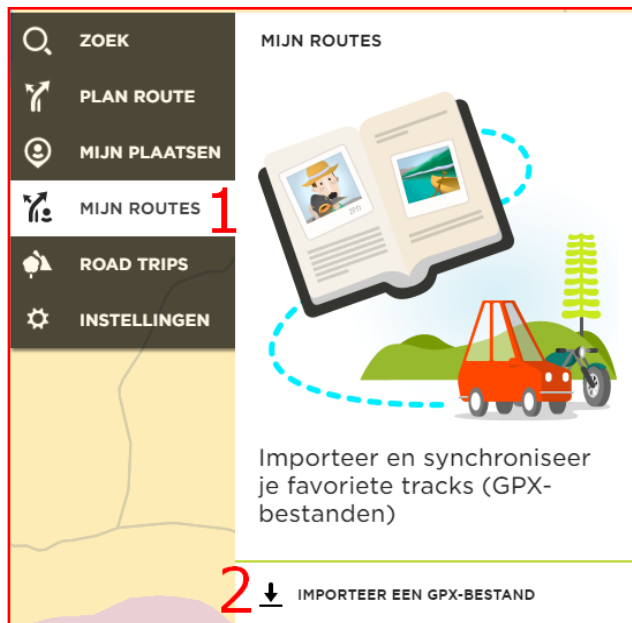 ZOEK
PLAN ROUTE
MIJN PLAATSEN
MIJN ROUTES 1
ROAD TRIPS
INSTELLINGEN
MIJN ROUTES
2011
Importeer en synchroniseer
je favoriete tracks (GPX-
bestanden)
2 IMPORTEER EEN GPX-BESTAND